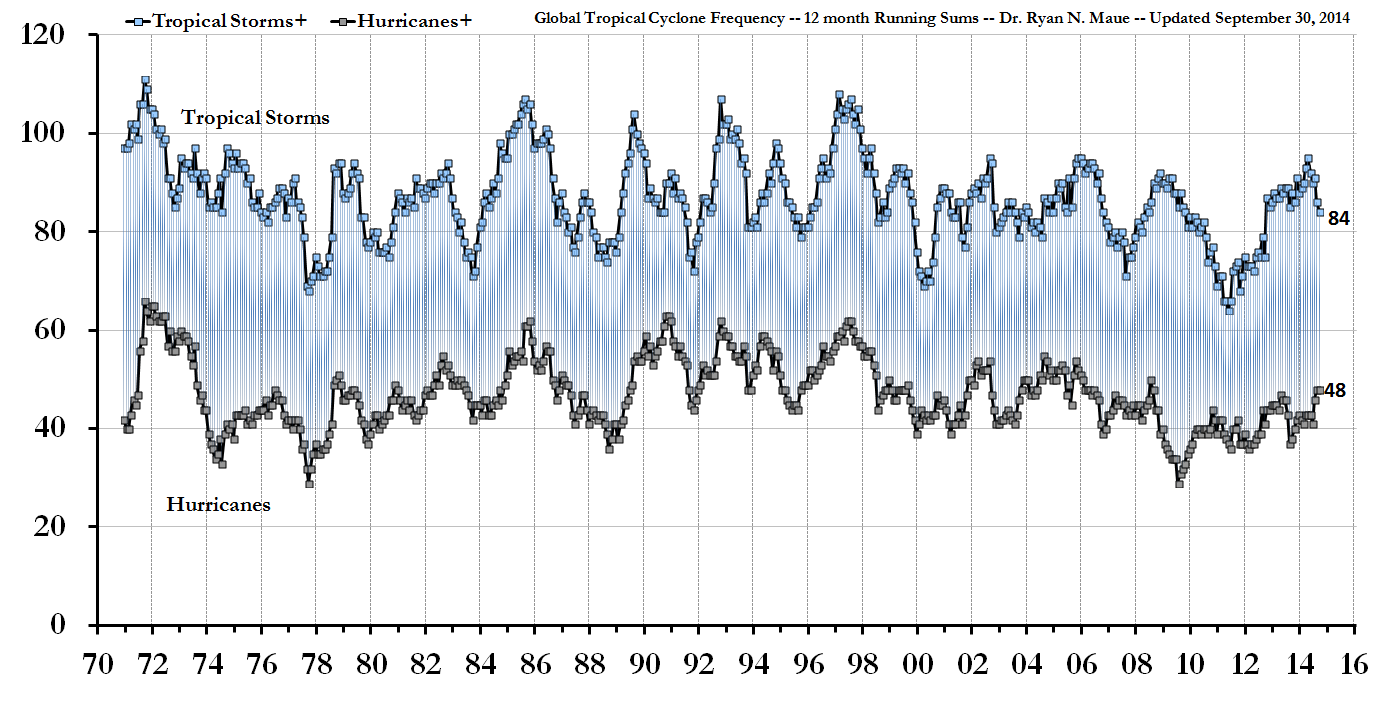 Tropical Storms+ Hurricanes+ Global Tropical Cyclone Frequency -- 12 month Running Sums -- Dr. Ryan N. Maue -- Updated September 30, 2014
120
Tropical Storms
100
80
84
60
48
40
Hurricanes
20
0
70 72 74 76 78 80 82 84 86 88 90 92 94 96 98 00 02 04 06 08 10 12 14 16